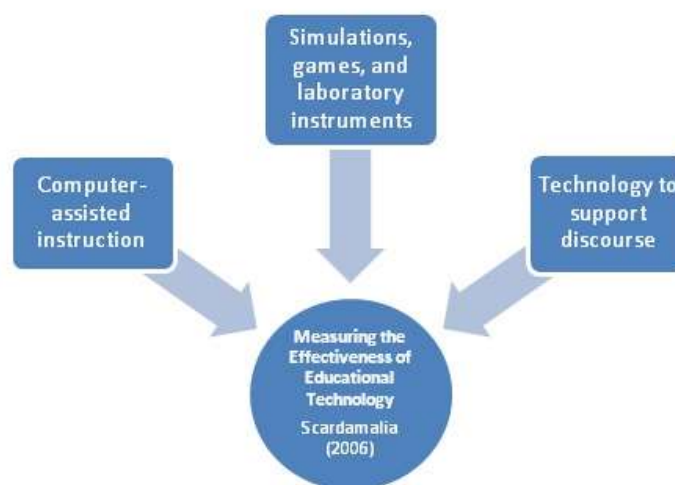 Simulations,
games, and
laboratory
instruments
Computer-
assisted
instruction
Technology to
support
discourse
Measuring the
Effectiveness of
Educational
Technology
Scardamalia
(2006)